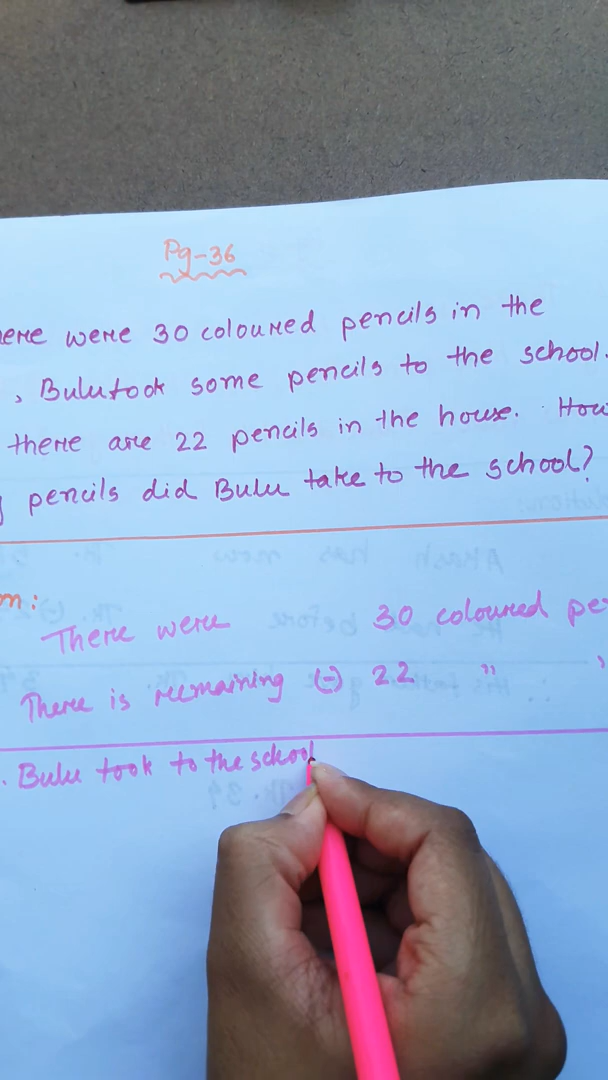 Pg-36
ere were 30 coloured pencils in the
, Bulu took some pencils to the school.
there are 22 pencils in the house. How
pencils did Bulu take to the school?
n:
There were 30 coloured pe
There is remaining (-) 22 " "
. Bulu took to the school